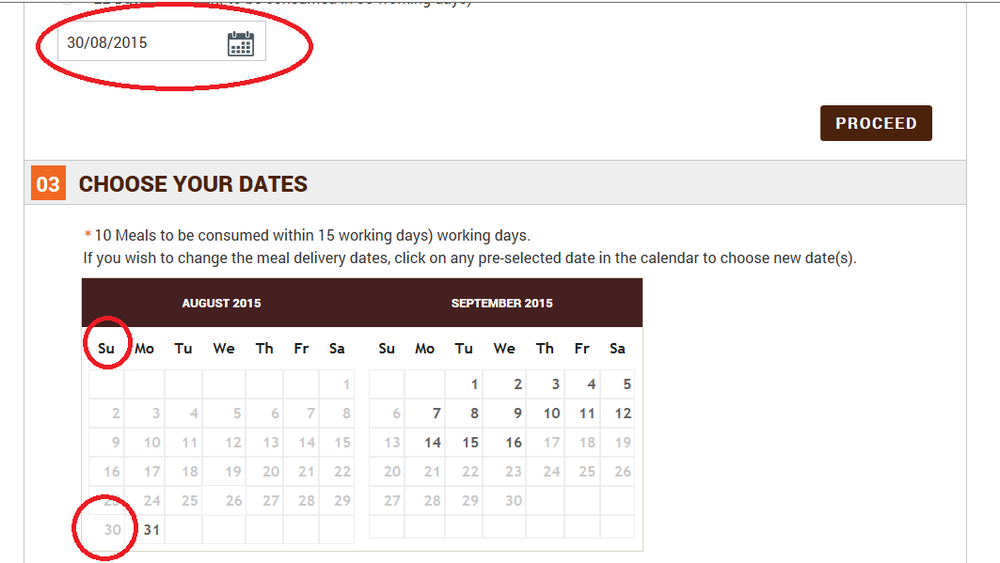 30/08/2015
PROCEED
03 CHOOSE YOUR DATES
* 10 Meals to be consumed within 15 working days) working days.
If you wish to change the meal delivery dates, click on any pre-selected date in the calendar to choose new date(s).
AUGUST 2015 SEPTEMBER 2015
Su Mo Tu We Th Fr Sa Su Mo Tu We Th Fr Sa
1 1 2 3 4 5
2 3 4 5 6 7 8 6 7 8 9 10 11 12
9 10 11 12 13 14 15 13 14 15 16 17 18 19
16 17 18 19 20 21 22 20 21 22 23 24 25 26
23 24 25 26 27 28 29 27 28 29 30
30 31